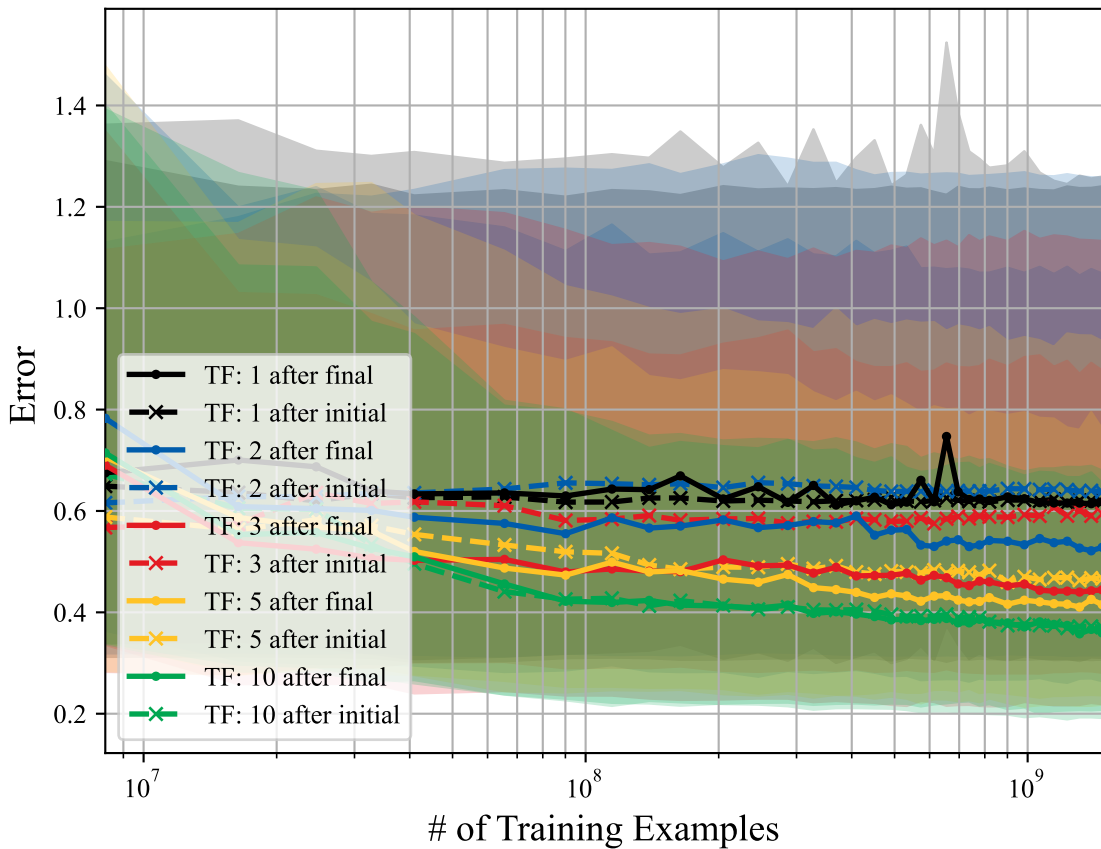 1.4
1.2
1.0
0.8
0.6
0.4
0.2
Error
TF: 1 after final
TF: 1 after initial
TF: 2 after final
TF: 2 after initial
TF: 3 after final
TF: 3 after initial
TF: 5 after final
TF: 5 after initial
TF: 10 after final
TF: 10 after initial
10⁷ 10⁸ 10⁹
# of Training Examples